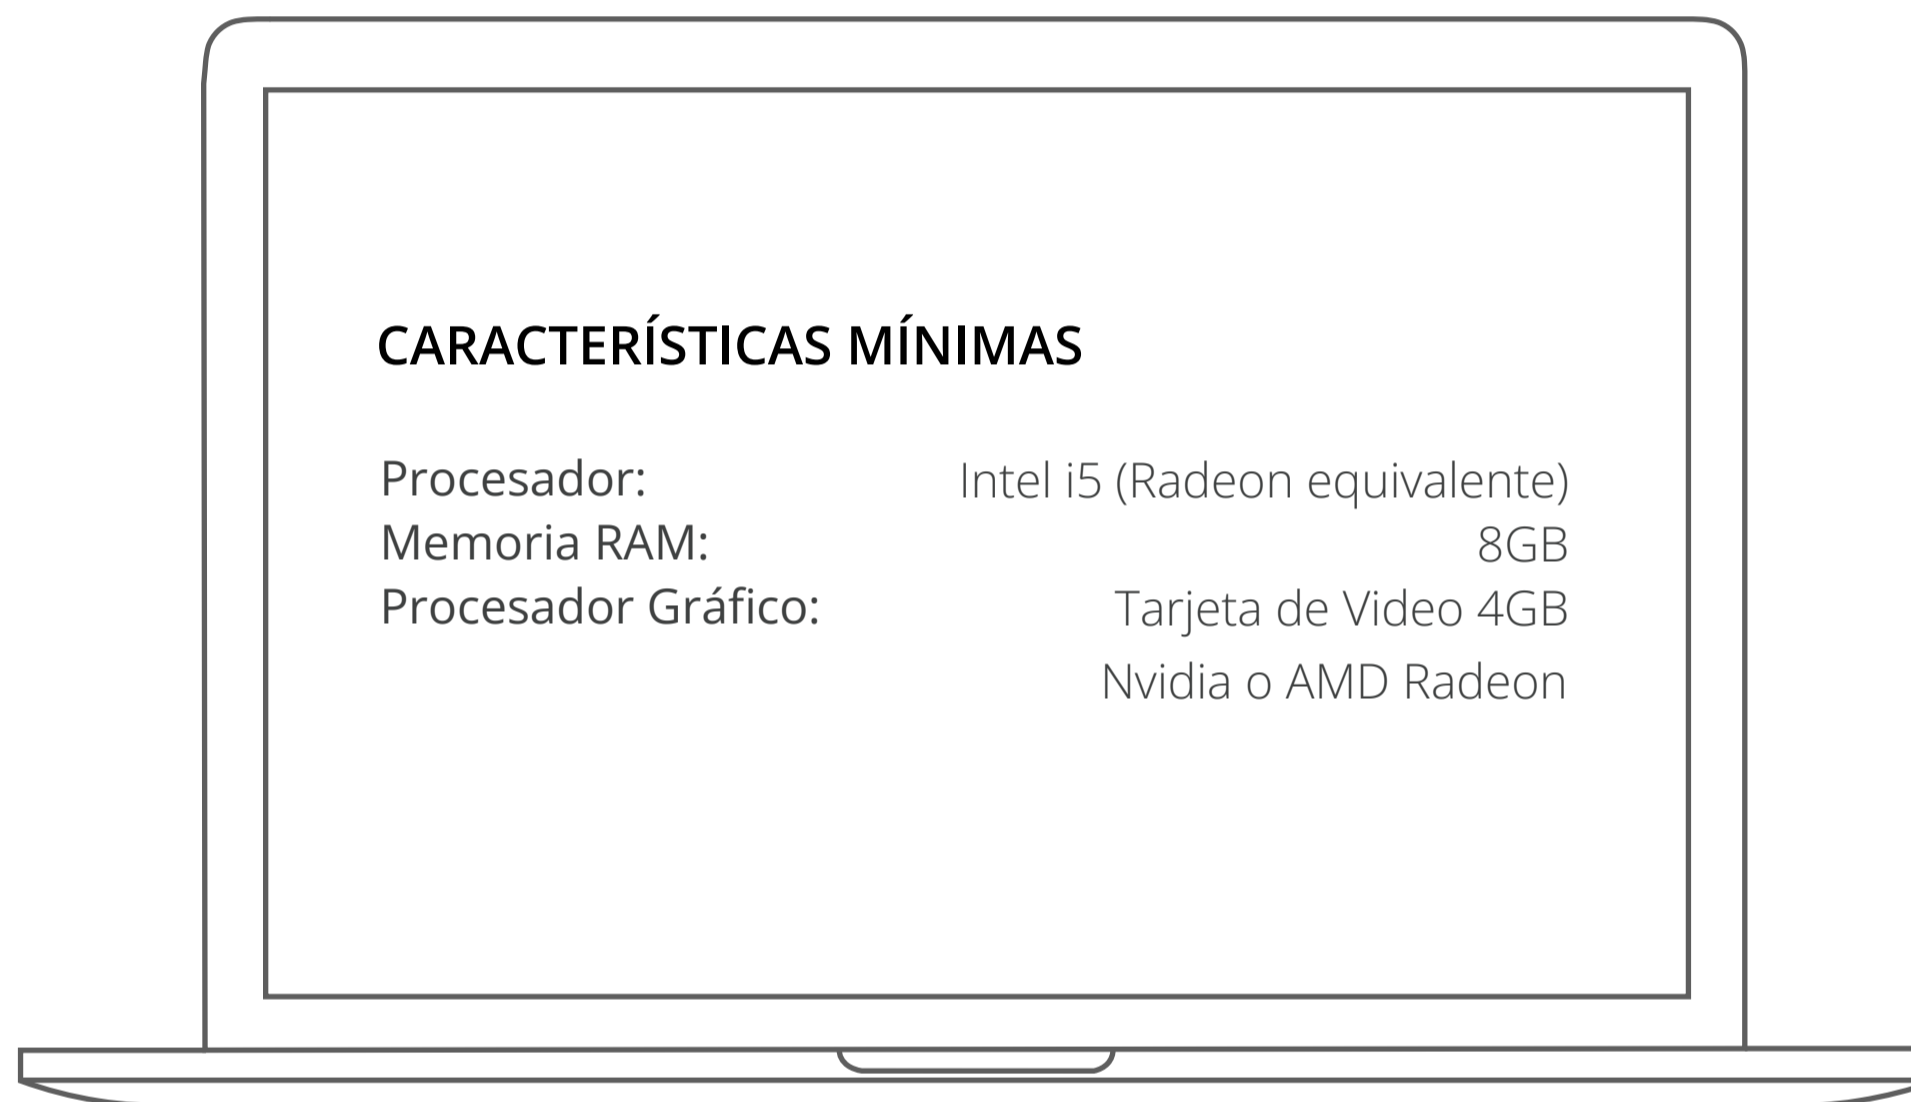 CARACTERÍSTICAS MÍNIMAS
Procesador: Intel i5 (Radeon equivalente)
Memoria RAM: 8GB
Procesador Gráfico: Tarjeta de Video 4GB
Nvidia o AMD Radeon